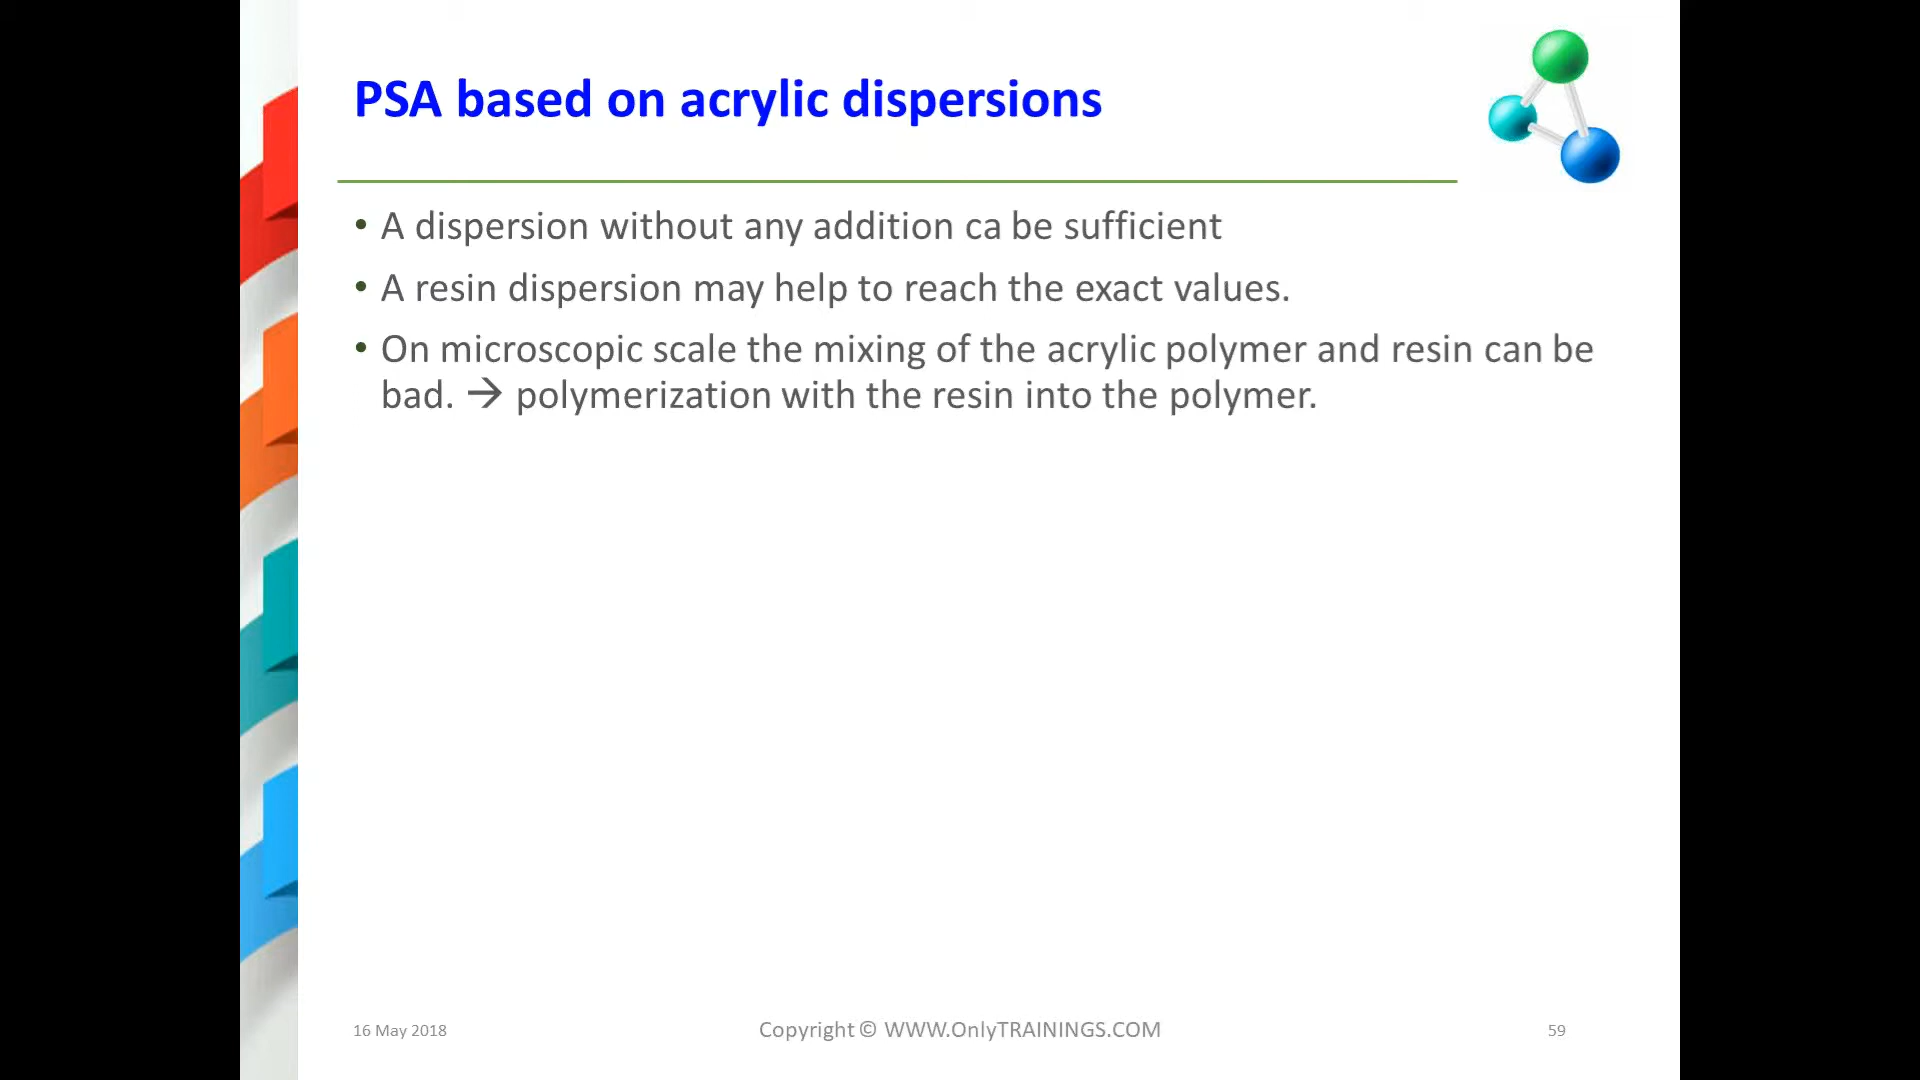 PSA based on acrylic dispersions
• A dispersion without any addition ca be sufficient
• A resin dispersion may help to reach the exact values.
• On microscopic scale the mixing of the acrylic polymer and resin can be
bad. → polymerization with the resin into the polymer.
16 May 2018
Copyright © WWW.OnlyTRAININGS.COM
59